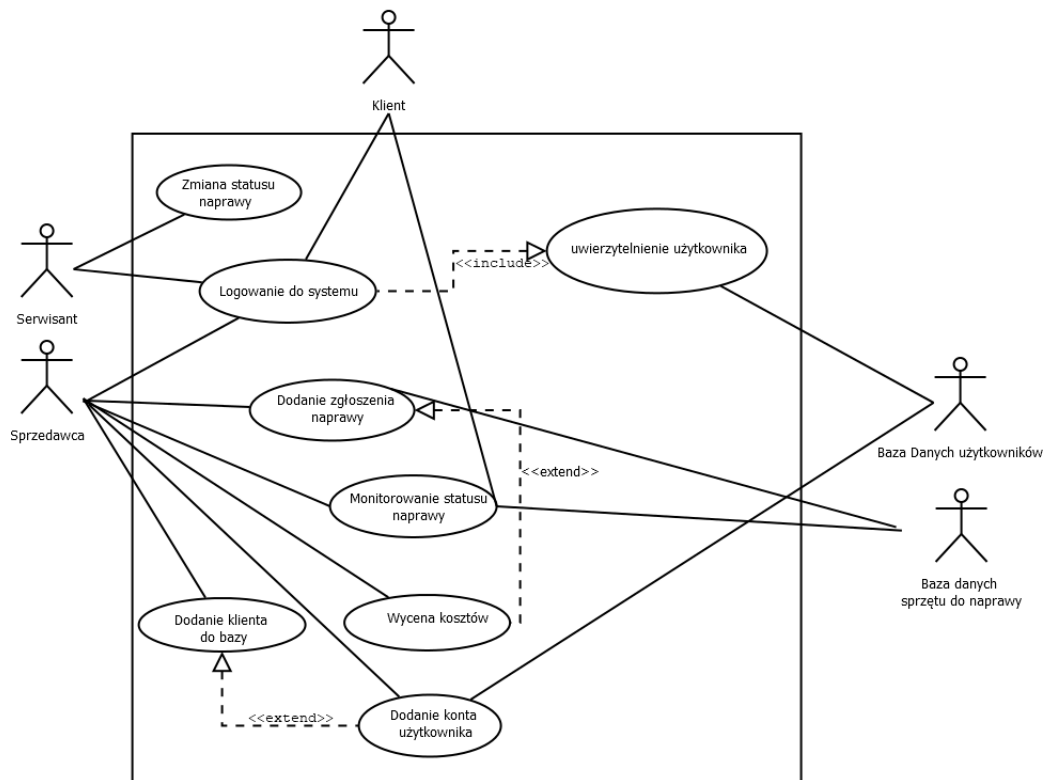 Klient
Zmiana statusu
naprawy
uwierzytelnienie użytkownika
<<include>>
Logowanie do systemu
Serwisant
Dodanie zgłoszenia
naprawy
Sprzedawca
Baza Danych użytkowników
<<extend>>
Monitorowanie statusu
naprawy
Baza danych
sprzętu do naprawy
Dodanie klienta
do bazy
Wycena kosztów
<<extend>>
Dodanie konta
użytkownika